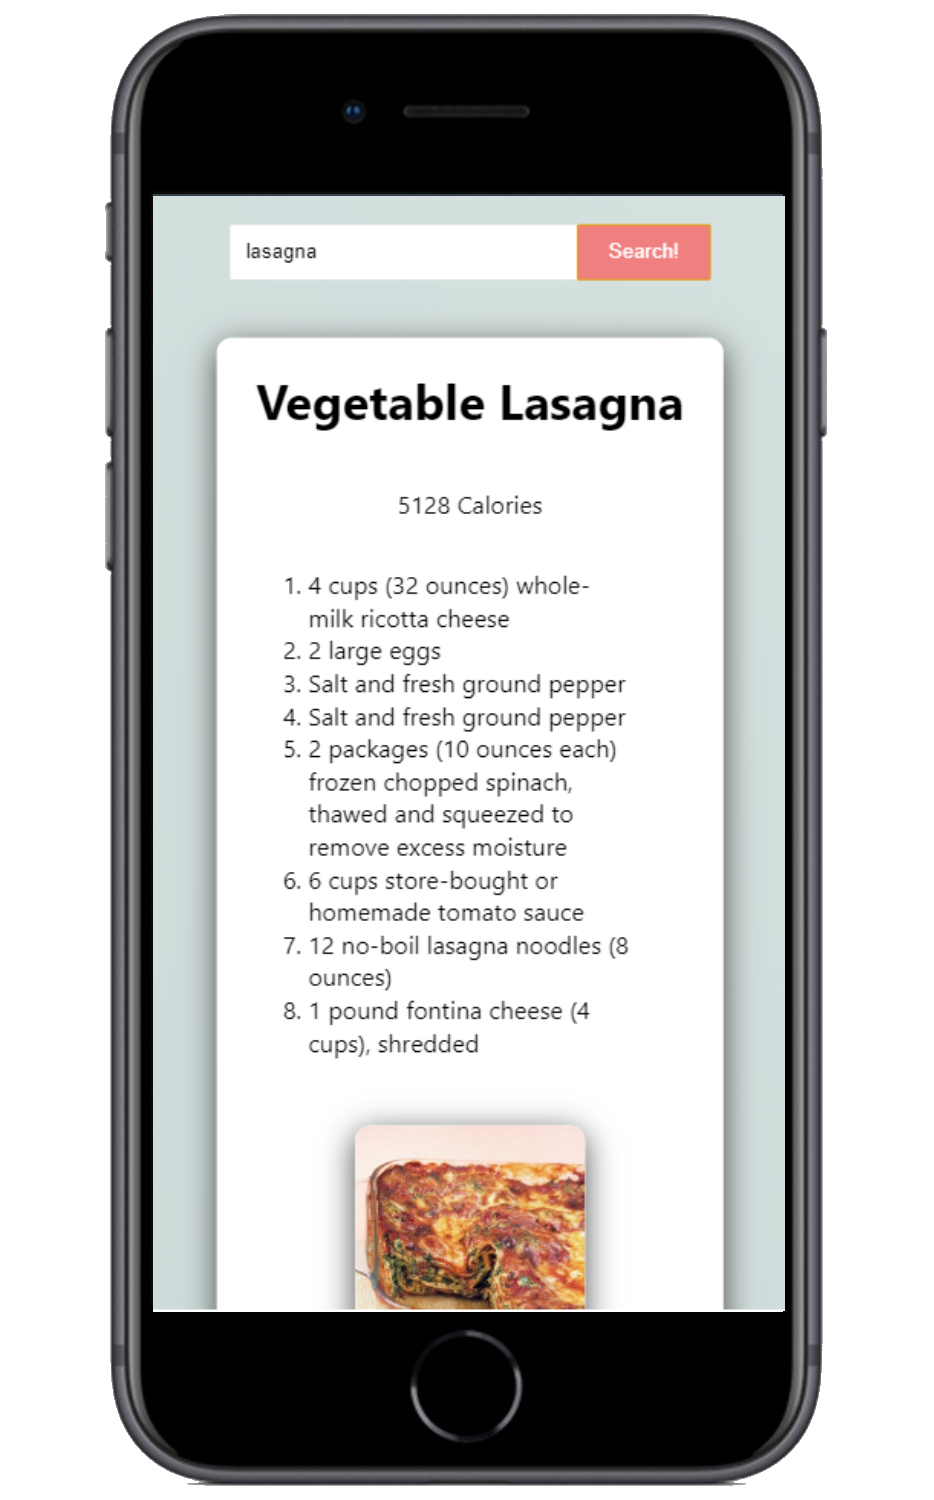 lasagna Search!
Vegetable Lasagna
5128 Calories
1. 4 cups (32 ounces) whole-
milk ricotta cheese
2. 2 large eggs
3. Salt and fresh ground pepper
4. Salt and fresh ground pepper
5. 2 packages (10 ounces each)
frozen chopped spinach,
thawed and squeezed to
remove excess moisture
6. 6 cups store-bought or
homemade tomato sauce
7. 12 no-boil lasagna noodles (8
ounces)
8. 1 pound fontina cheese (4
cups), shredded